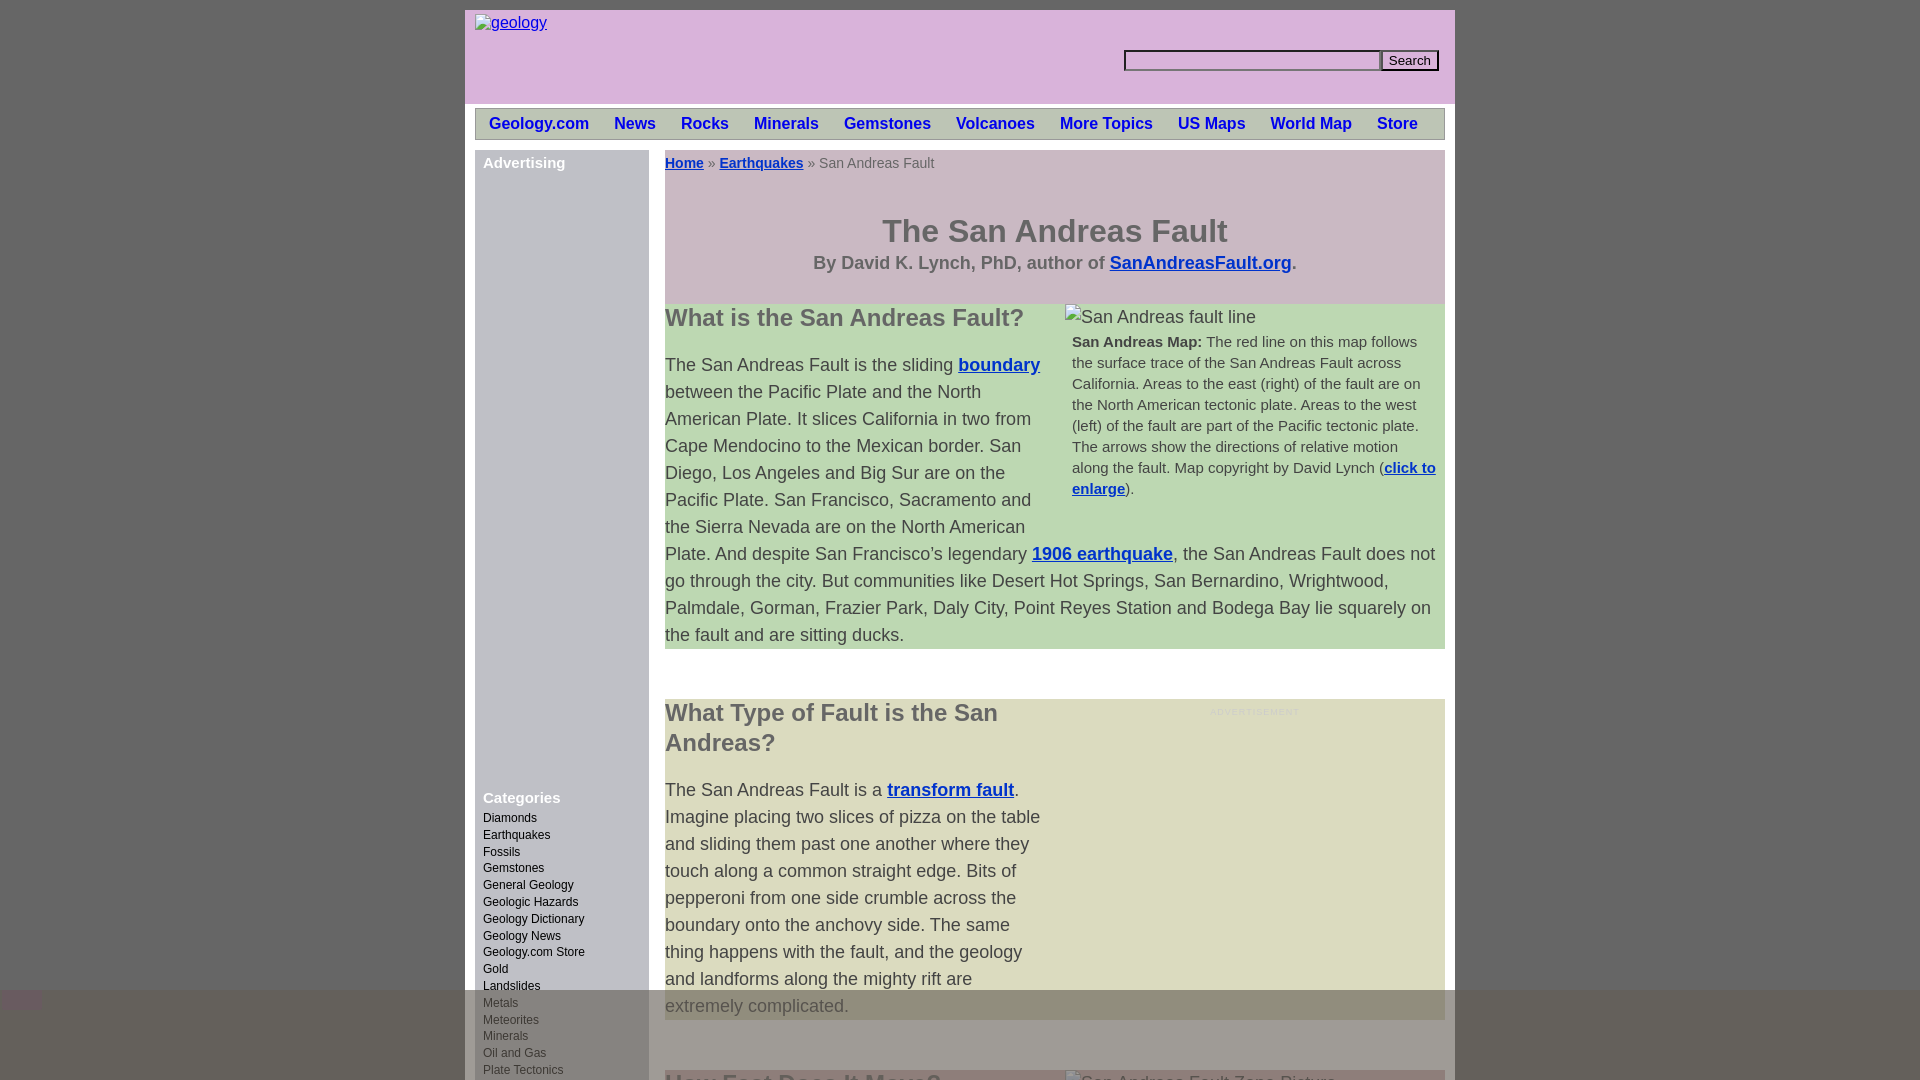 geology
Search
Geology.com News Rocks Minerals Gemstones Volcanoes More Topics US Maps World Map Store
Advertising
Categories
Diamonds
Earthquakes
Fossils
Gemstones
General Geology
Geologic Hazards
Geology Dictionary
Geology News
Geology.com Store
Gold
Landslides
Metals
Meteorites
Minerals
Oil and Gas
Plate Tectonics
Home » Earthquakes » San Andreas Fault
The San Andreas Fault
By David K. Lynch, PhD, author of SanAndreasFault.org.
What is the San Andreas Fault?
The San Andreas Fault is the sliding boundary
between the Pacific Plate and the North
American Plate. It slices California in two from
Cape Mendocino to the Mexican border. San
Diego, Los Angeles and Big Sur are on the
Pacific Plate. San Francisco, Sacramento and
the Sierra Nevada are on the North American
Plate. And despite San Francisco’s legendary 1906 earthquake, the San Andreas Fault does not
go through the city. But communities like Desert Hot Springs, San Bernardino, Wrightwood,
Palmdale, Gorman, Frazier Park, Daly City, Point Reyes Station and Bodega Bay lie squarely on
the fault and are sitting ducks.
San Andreas fault line
San Andreas Map: The red line on this map follows
the surface trace of the San Andreas Fault across
California. Areas to the east (right) of the fault are on
the North American tectonic plate. Areas to the west
(left) of the fault are part of the Pacific tectonic plate.
The arrows show the directions of relative motion
along the fault. Map copyright by David Lynch (click to
enlarge).
What Type of Fault is the San
Andreas?
ADVERTISEMENT
The San Andreas Fault is a transform fault.
Imagine placing two slices of pizza on the table
and sliding them past one another where they
touch along a common straight edge. Bits of
pepperoni from one side crumble across the
boundary onto the anchovy side. The same
thing happens with the fault, and the geology
and landforms along the mighty rift are
extremely complicated.
How Fast Does It Move?
San Andreas Fault Zone Picture